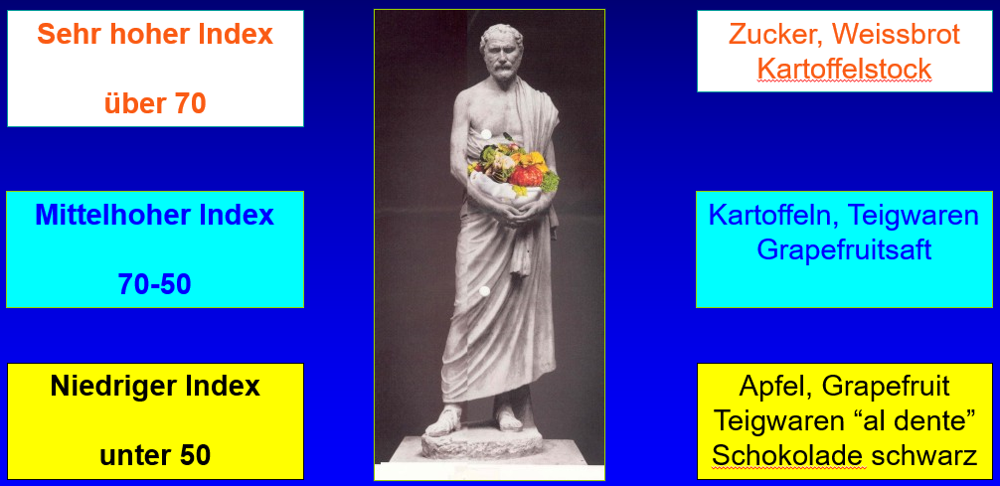 Sehr hoher Index
über 70
Zucker, Weissbrot
Kartoffelstock
Mittelhoher Index
70-50
Kartoffeln, Teigwaren
Grapefruitsaft
Niedriger Index
unter 50
Apfel, Grapefruit
Teigwaren “al dente”
Schokolade schwarz